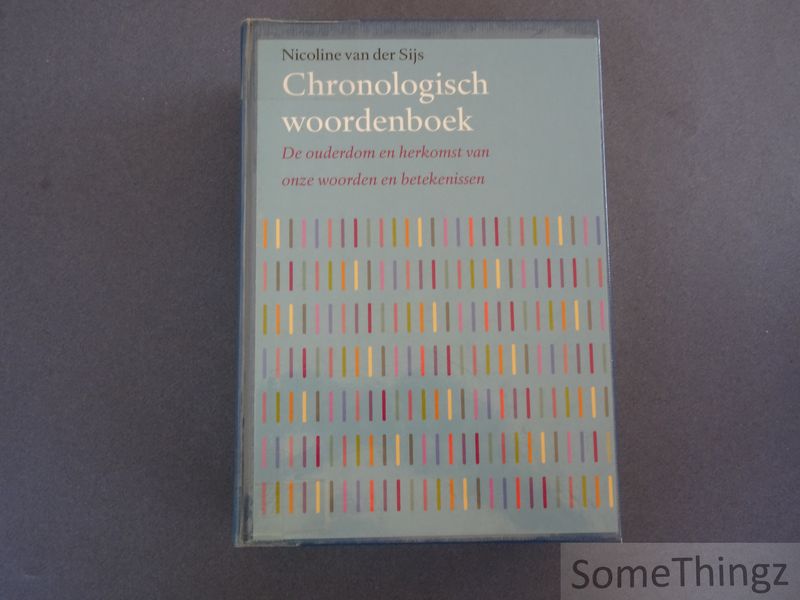 Nicoline van der Sijs
Chronologisch
woordenboek
De ouderdom en herkomst van
onze woorden en betekenissen
SomeThingz